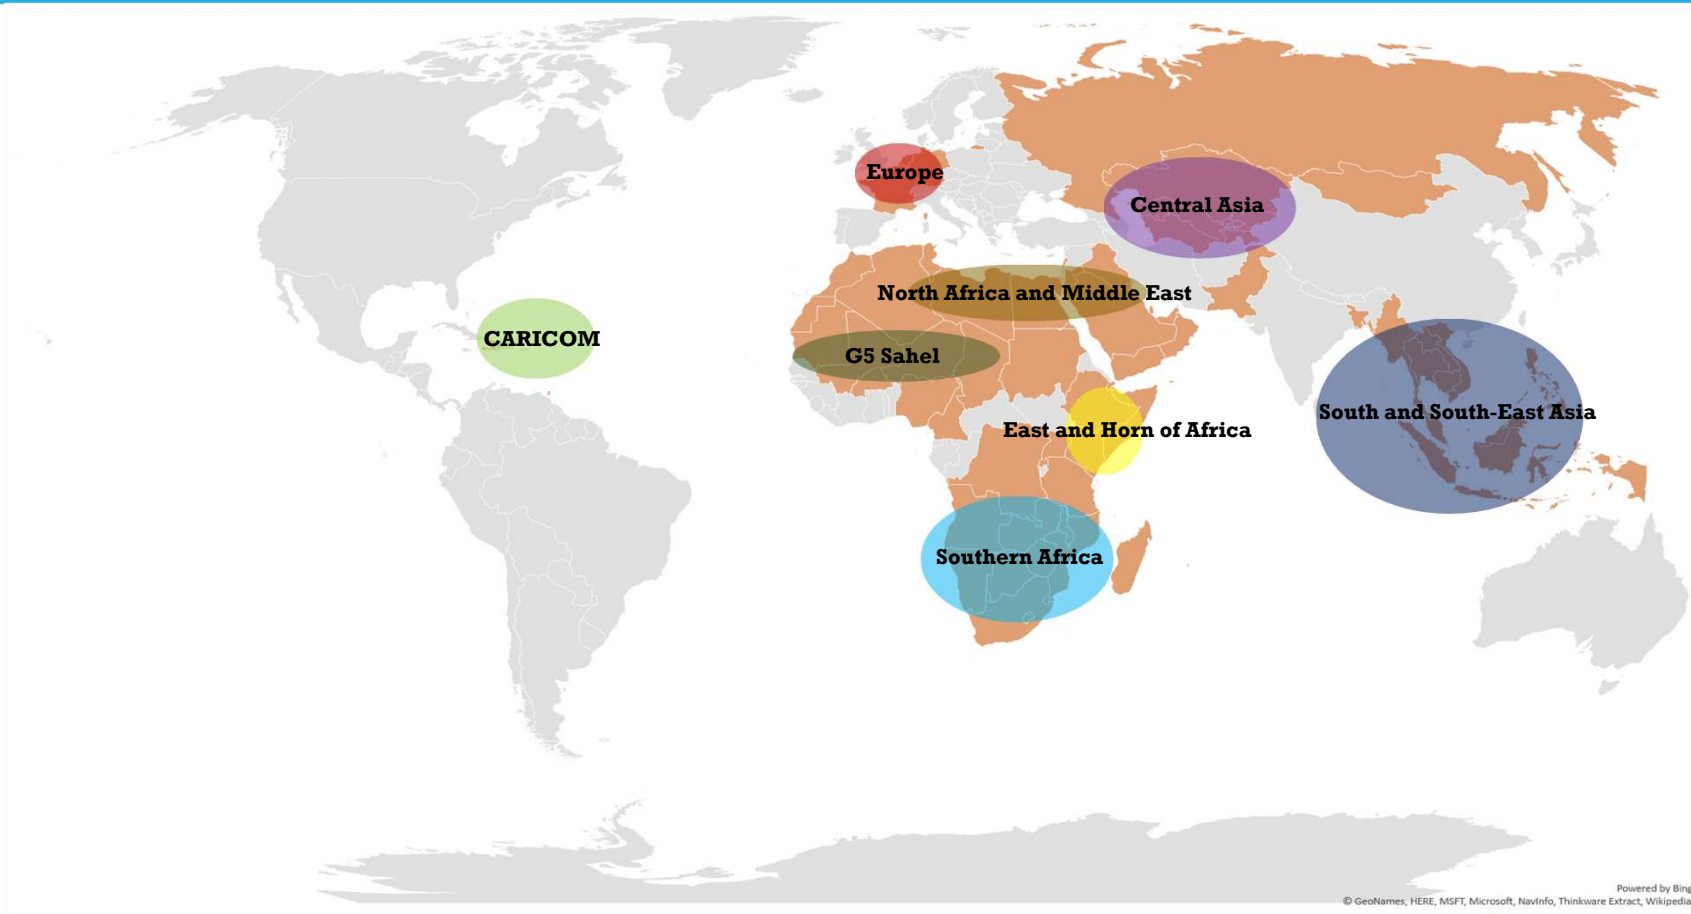 Europe
Central Asia
North Africa and Middle East
CARICOM
G5 Sahel
South and South-East Asia
East and Horn of Africa
Southern Africa
Powered by Bing
© GeoNames, HERE, MSFT, Microsoft, NavInfo, Thinkware Extract, Wikipedia